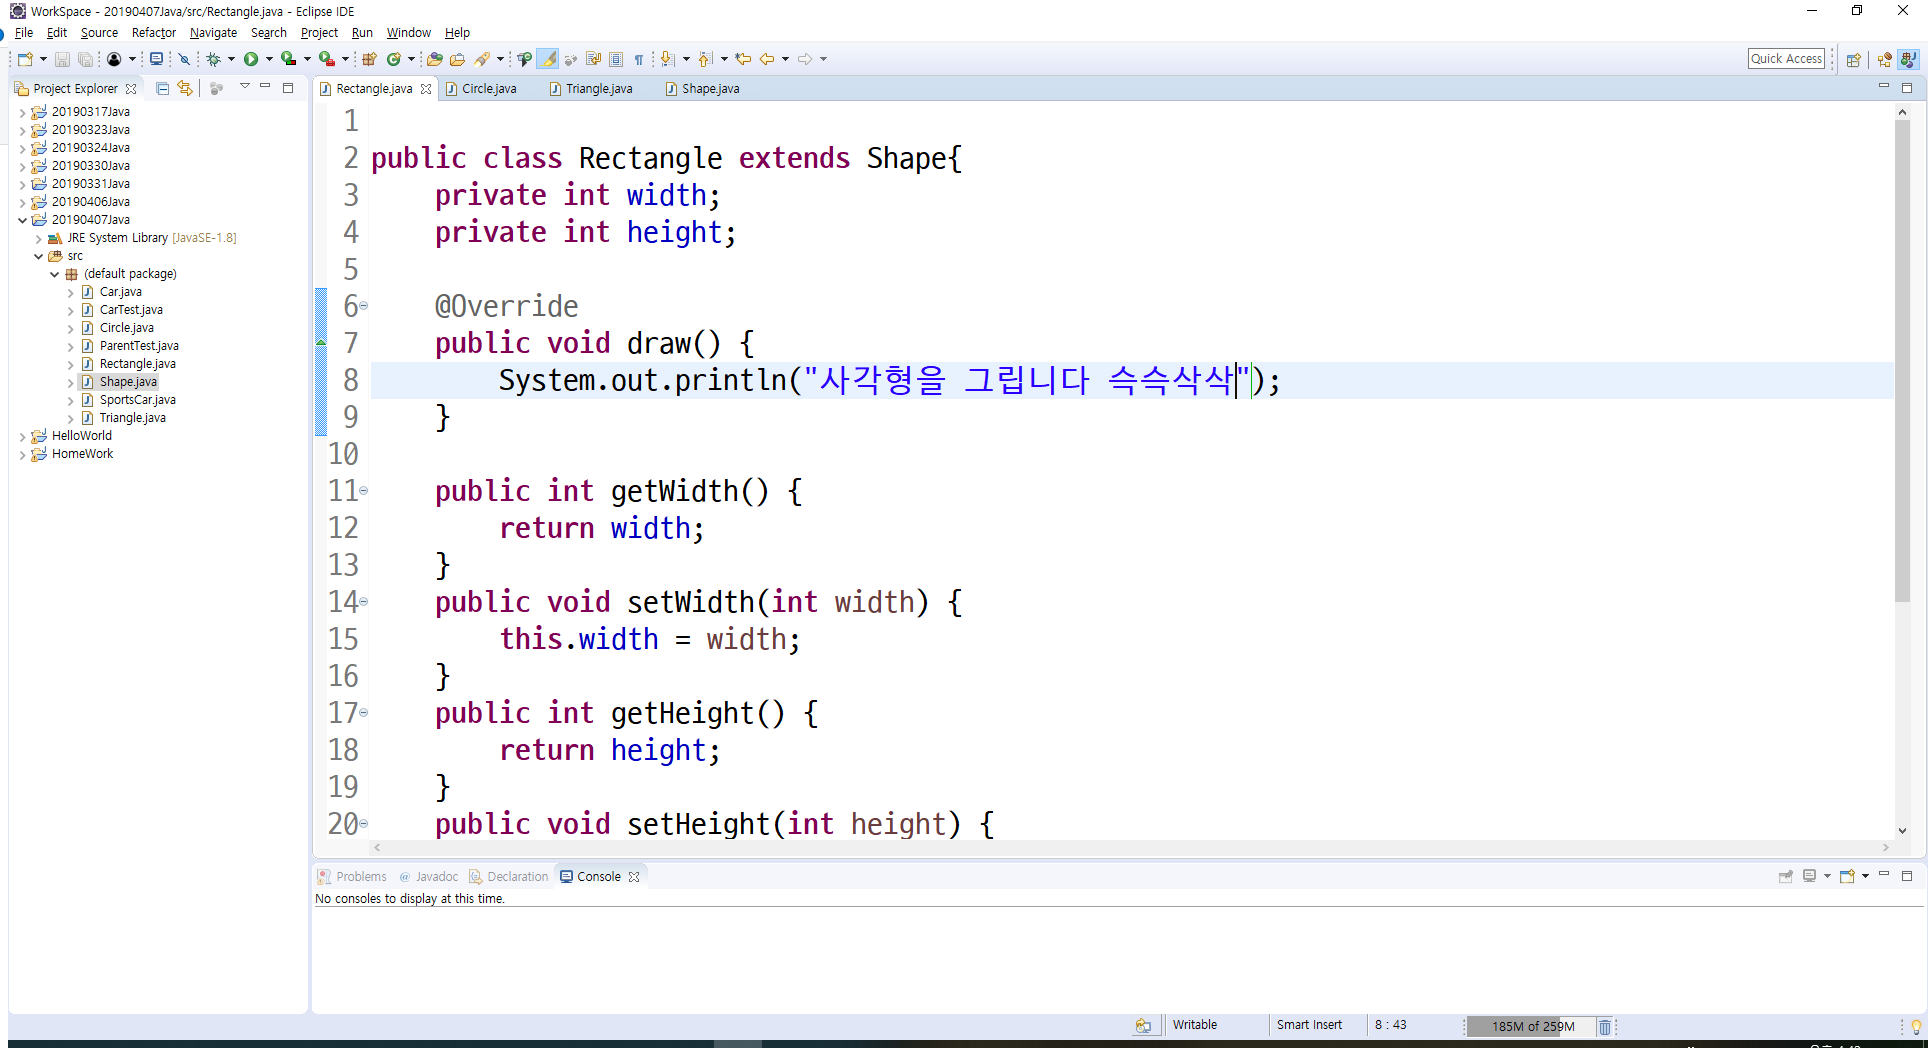 WorkSpace - 20190407Java/src/Rectangle.java - Eclipse IDE
File Edit Source Refactor Navigate Search Project Run Window Help
Quick Access
Project Explorer
20190317Java
20190323Java
20190324Java
20190330Java
20190331Java
20190406Java
20190407Java
JRE System Library [JavaSE-1.8]
src
(default package)
Car.java
CarTest.java
Circle.java
ParentTest.java
Rectangle.java
Shape.java
SportsCar.java
Triangle.java
HelloWorld
HomeWork
Rectangle.java Circle.java Triangle.java Shape.java
1
2 public class Rectangle extends Shape{
3 private int width;
4 private int height;
5
6 @Override
7 public void draw() {
8 System.out.println("사각형을 그립니다 슥슥삭삭");
9 }
10
11 public int getWidth() {
12 return width;
13 }
14 public void setWidth(int width) {
15 this.width = width;
16 }
17 public int getHeight() {
18 return height;
19 }
20 public void setHeight(int height) {
Problems @ Javadoc Declaration Console
No consoles to display at this time.
Writable Smart Insert 8 : 43 185M of 259M